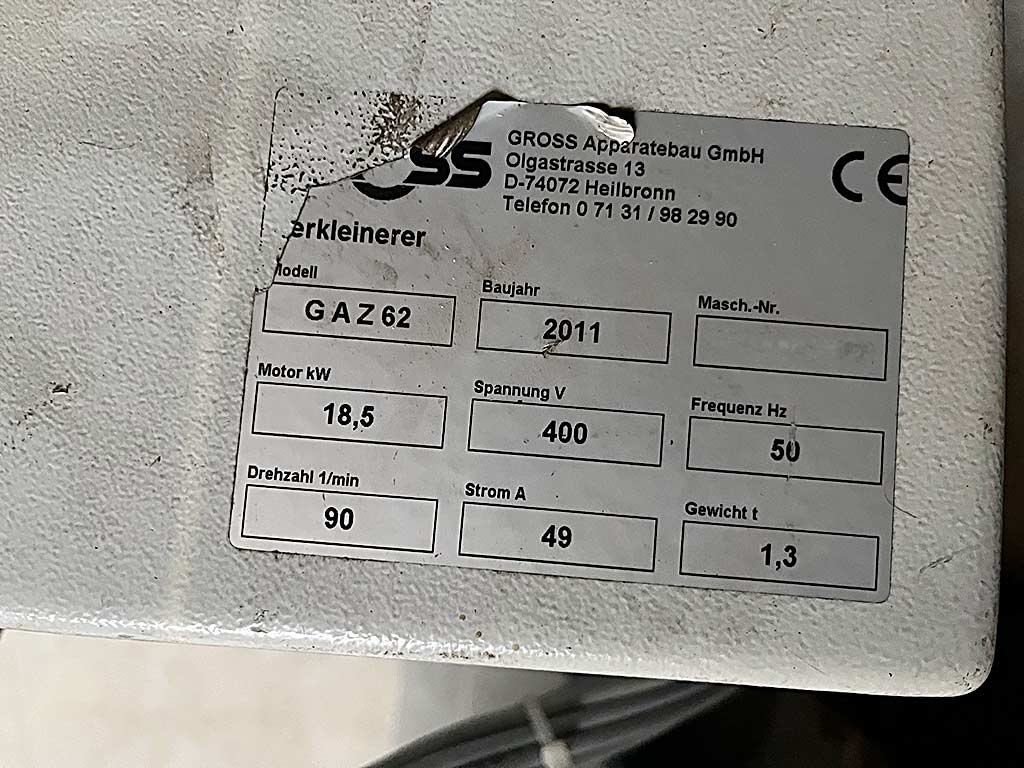 GROSS Apparatebau GmbH
Olgastrasse 13
D-74072 Heilbronn
Telefon 0 71 31 / 98 29 90
CE
erkleinerer
Modell
Baujahr
Masch.-Nr.
G A Z 62
2011
Motor kW
Spannung V
Frequenz Hz
18,5
400
50
Drehzahl 1/min
Strom A
Gewicht t
90
49
1,3